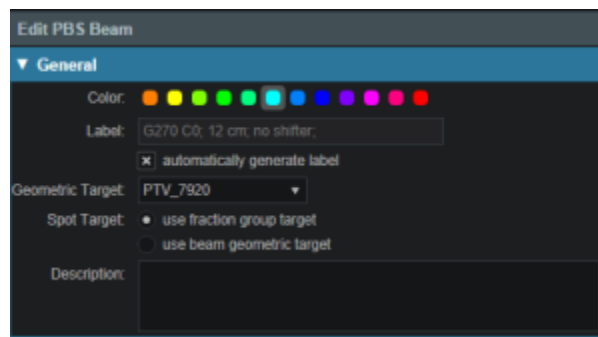 Edit PBS Beam
▼ General
Color:
Label: G270 C0; 12 cm; no shifter;
automatically generate label
Geometric Target: PTV_7920
Spot Target: use fraction group target
use beam geometric target
Description: